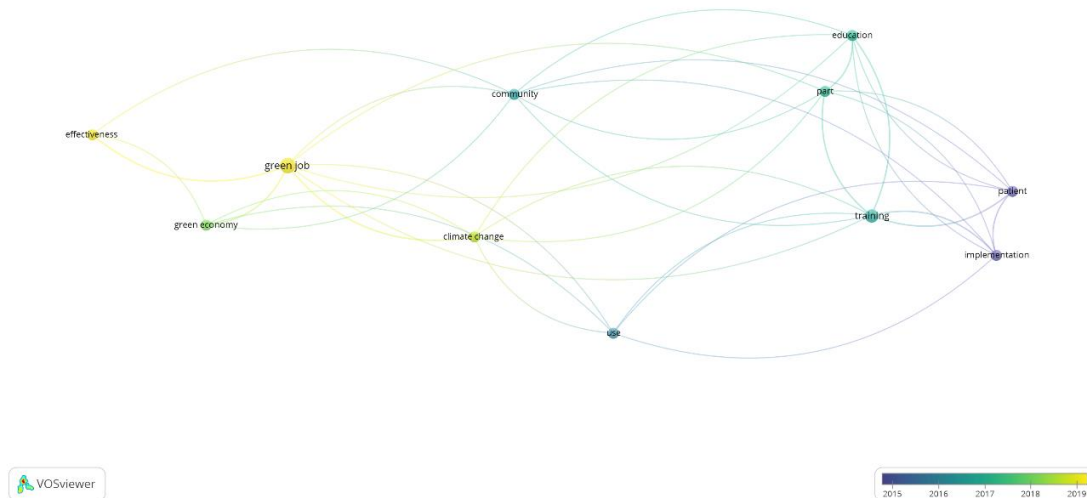 education
part
community
effectiveness
green job
patient
training
green economy
climate change
implementation
use
VOSviewer
2015 2016 2017 2018 2019